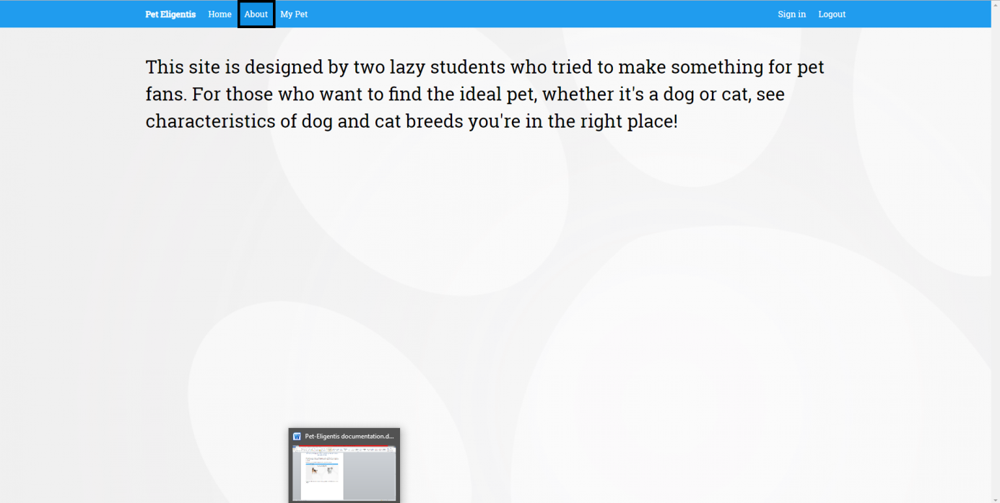 Pet Eligentis Home About My Pet Sign in Logout
This site is designed by two lazy students who tried to make something for pet
fans. For those who want to find the ideal pet, whether it's a dog or cat, see
characteristics of dog and cat breeds you're in the right place!
Pet-Eligentis documentation.d...